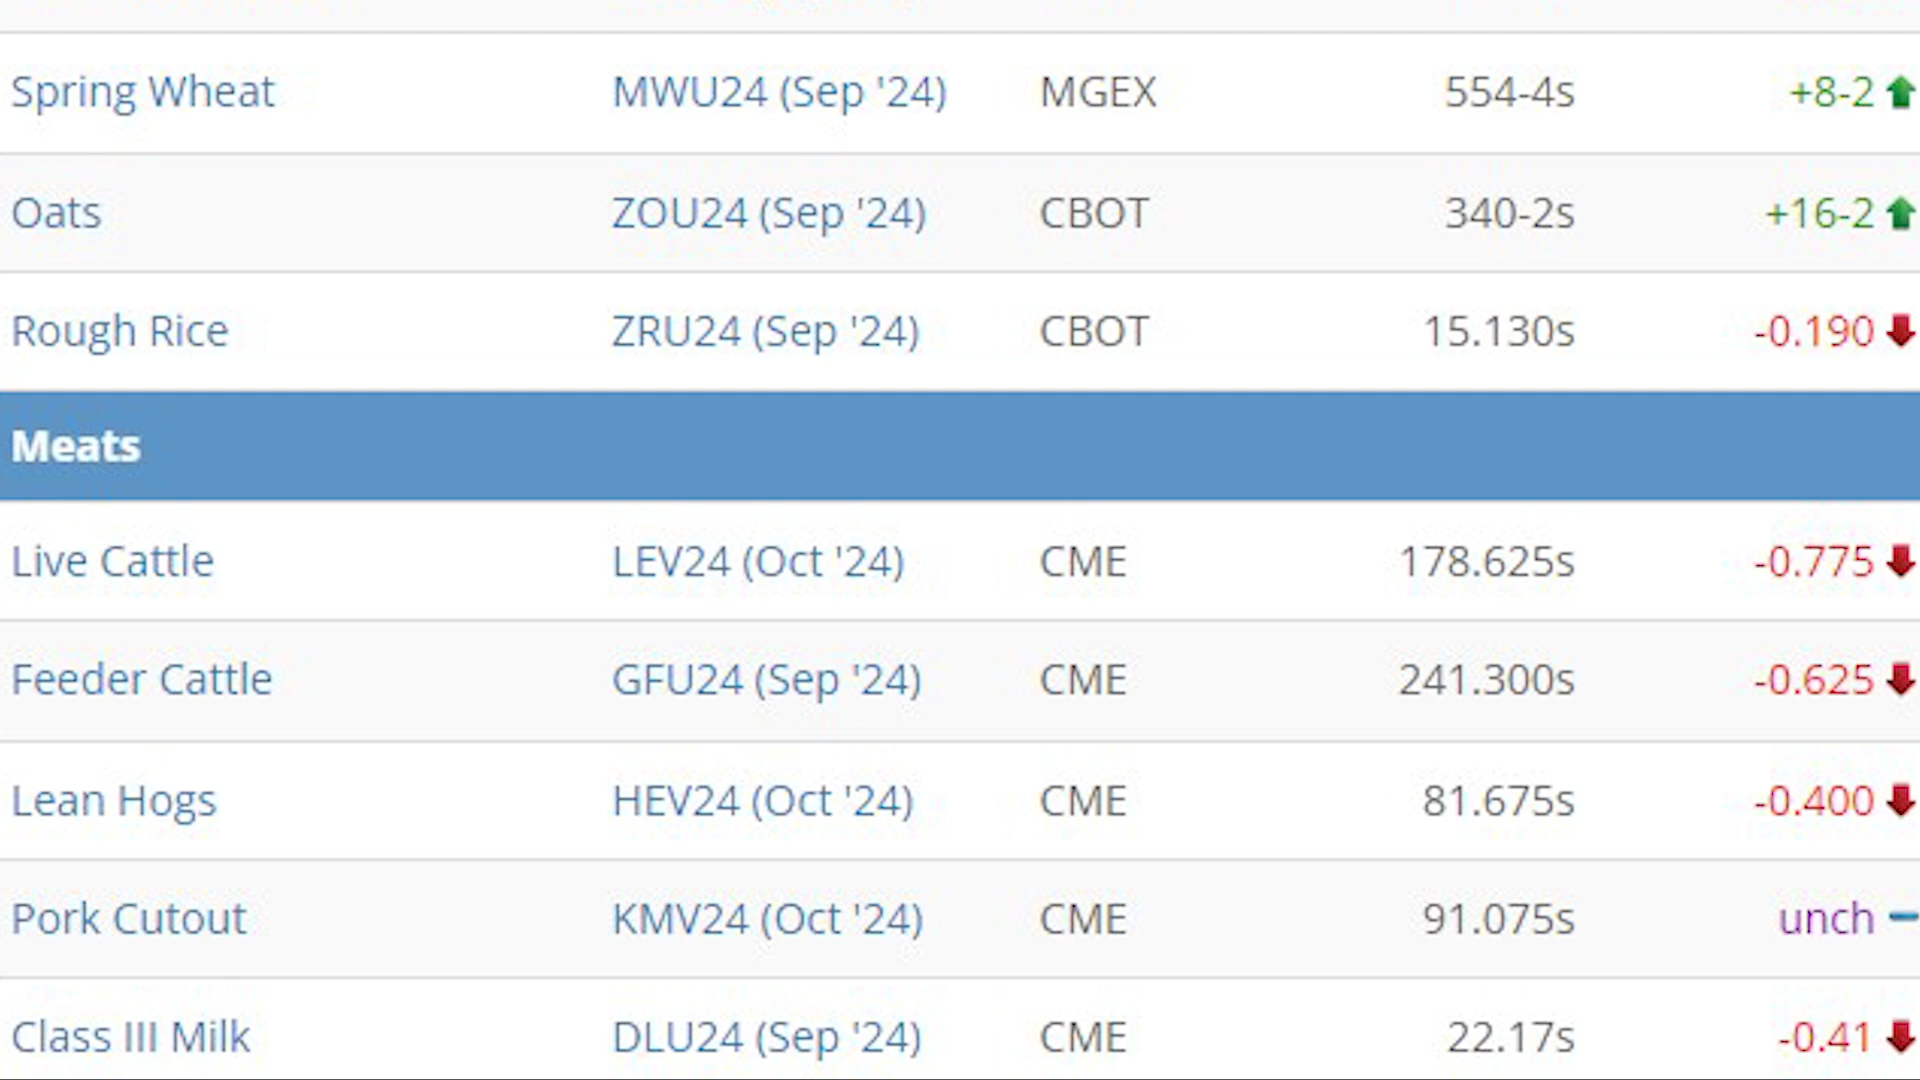 Spring Wheat MWU24 (Sep '24) MGEX 554-4s +8-2
Oats ZOU24 (Sep '24) CBOT 340-2s +16-2
Rough Rice ZRU24 (Sep '24) CBOT 15.130s -0.190
Meats
Live Cattle LEV24 (Oct '24) CME 178.625s -0.775
Feeder Cattle GFU24 (Sep '24) CME 241.300s -0.625
Lean Hogs HEV24 (Oct '24) CME 81.675s -0.400
Pork Cutout KMV24 (Oct '24) CME 91.075s unch
Class III Milk DLU24 (Sep '24) CME 22.17s -0.41